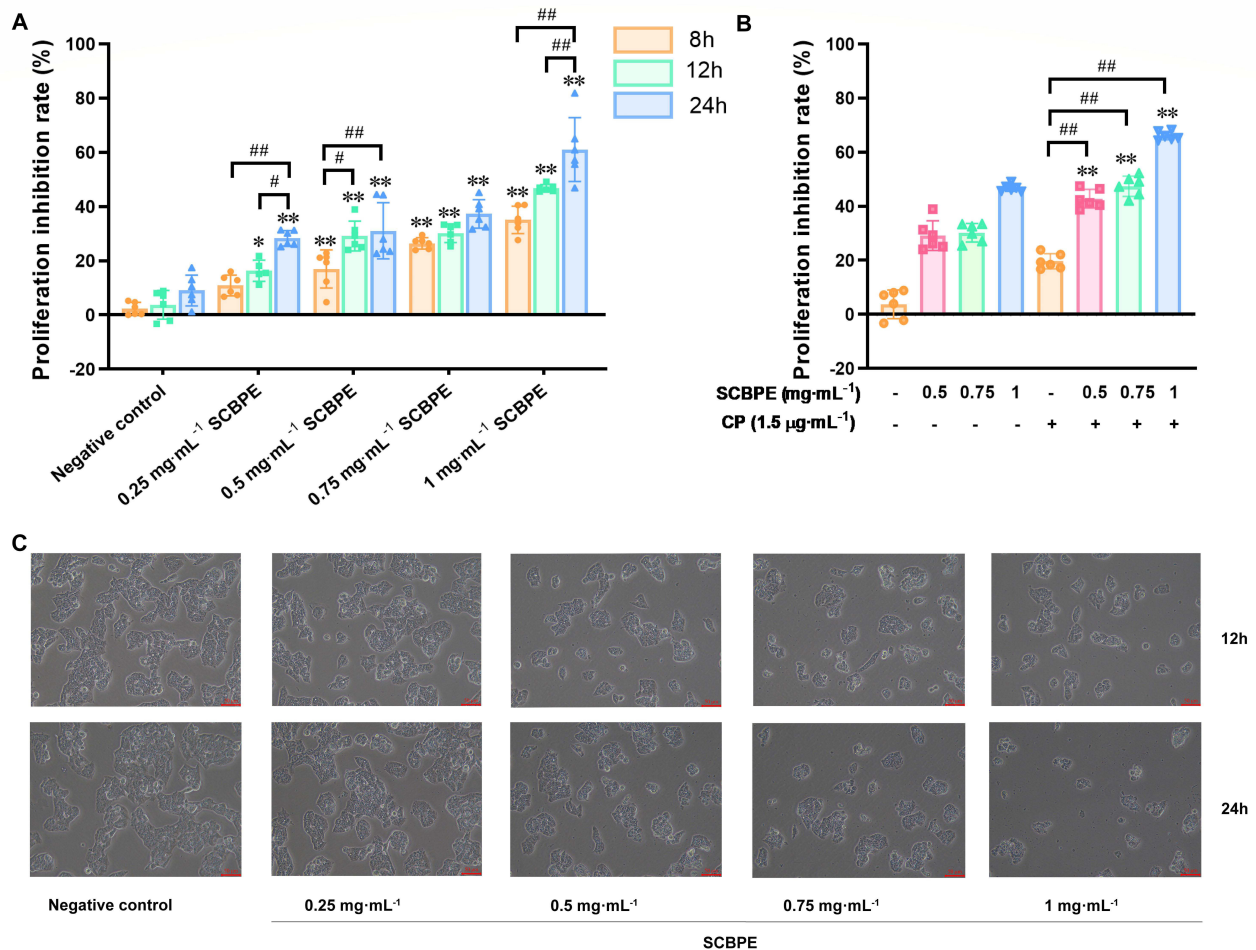 A
Proliferation inhibition rate (%)
100
80
60
40
20
0
-20
##
#
##
#
##
##
** * ** ** ** ** ** ** ** ** ** **
8h
12h
24h
Negative control
0.25 mg·mL⁻¹ SCBPE
0.5 mg·mL⁻¹ SCBPE
0.75 mg·mL⁻¹ SCBPE
1 mg·mL⁻¹ SCBPE
B
Proliferation inhibition rate (%)
100
80
60
40
20
0
-20
##
##
##
** ** **
SCBPE (mg·mL⁻¹) - 0.5 0.75 1 - 0.5 0.75 1
CP (1.5 μg·mL⁻¹) - - - - + + + +
C
12h
24h
Negative control 0.25 mg·mL⁻¹ 0.5 mg·mL⁻¹ 0.75 mg·mL⁻¹ 1 mg·mL⁻¹
SCBPE